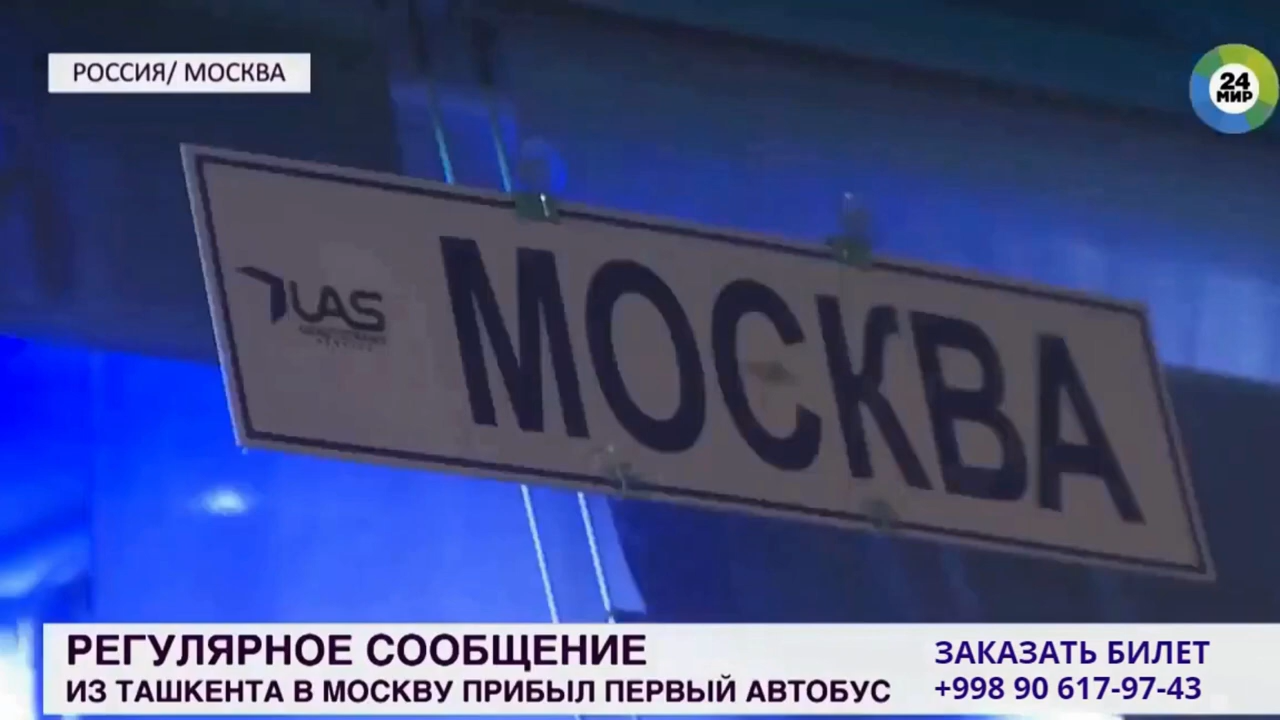 РОССИЯ/ МОСКВА
24
МИР
LAS
МОСКВА
РЕГУЛЯРНОЕ СООБЩЕНИЕ
ИЗ ТАШКЕНТА В МОСКВУ ПРИБЫЛ ПЕРВЫЙ АВТОБУС
ЗАКАЗАТЬ БИЛЕТ
+998 90 617-97-43